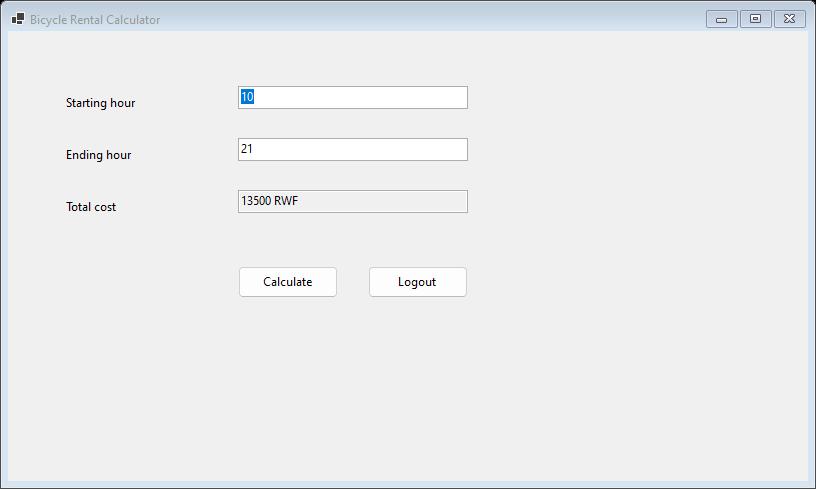 Bicycle Rental Calculator
Starting hour 10
Ending hour 21
Total cost 13500 RWF
Calculate Logout